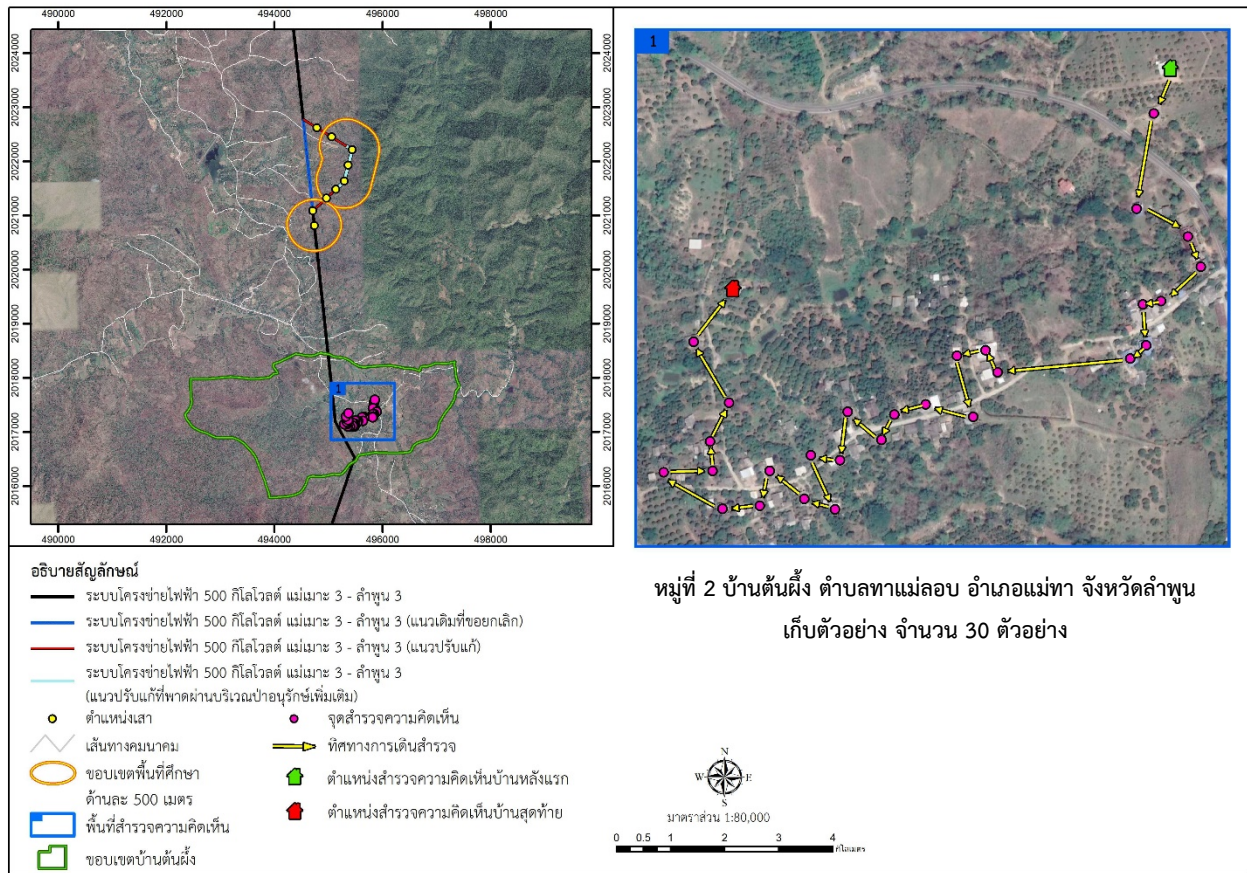 490000 492000 494000 496000 498000
2024000
2023000
2022000
2021000
2020000
2019000
2018000
2017000
2016000
1
490000 492000 494000 496000 498000
1
หมู่ที่ 2 บ้านต้นผึ้ง ตำบลทาแม่ลอบ อำเภอแม่ทา จังหวัดลำพูน
เก็บตัวอย่าง จำนวน 30 ตัวอย่าง
อธิบายสัญลักษณ์
ระบบโครงข่ายไฟฟ้า 500 กิโลโวลต์ แม่เมาะ 3 - ลำพูน 3
ระบบโครงข่ายไฟฟ้า 500 กิโลโวลต์ แม่เมาะ 3 - ลำพูน 3 (แนวเดิมที่ขอยกเลิก)
ระบบโครงข่ายไฟฟ้า 500 กิโลโวลต์ แม่เมาะ 3 - ลำพูน 3 (แนวปรับแก้)
ระบบโครงข่ายไฟฟ้า 500 กิโลโวลต์ แม่เมาะ 3 - ลำพูน 3
(แนวปรับแก้ที่พาดผ่านบริเวณป่าอนุรักษ์เพิ่มเติม)
ตำแหน่งเสา
เส้นทางคมนาคม
ขอบเขตพื้นที่ศึกษา
ด้านละ 500 เมตร
พื้นที่สำรวจความคิดเห็น
ขอบเขตบ้านต้นผึ้ง
จุดสำรวจความคิดเห็น
ทิศทางการเดินสำรวจ
ตำแหน่งสำรวจความคิดเห็นบ้านหลังแรก
ตำแหน่งสำรวจความคิดเห็นบ้านสุดท้าย
N
W E
S
มาตราส่วน 1:80,000
0 0.5 1 2 3 4
กิโลเมตร